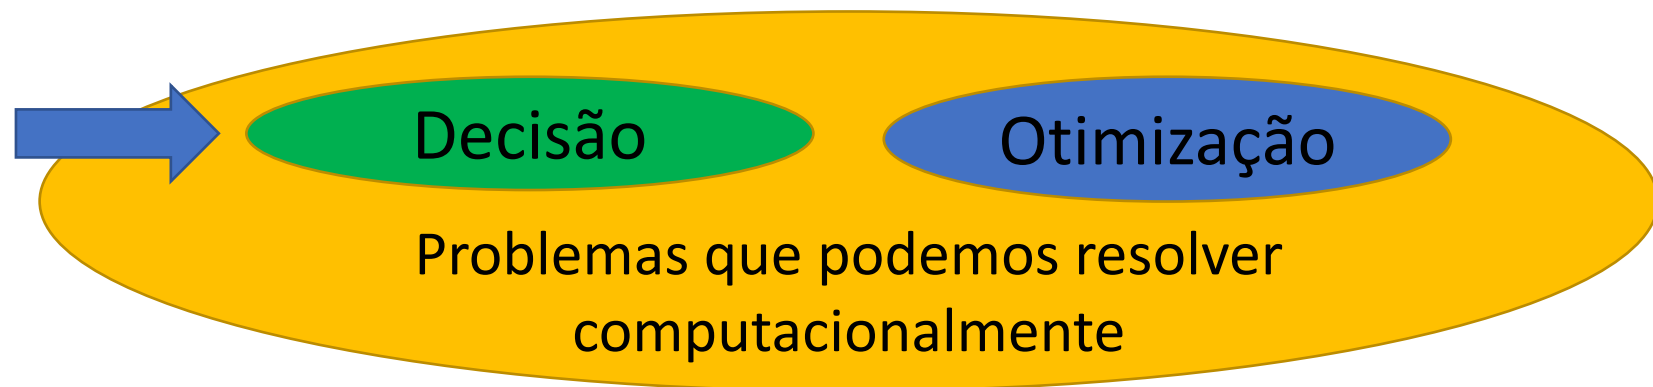 Decisão
Otimização
Problemas que podemos resolver
computacionalmente